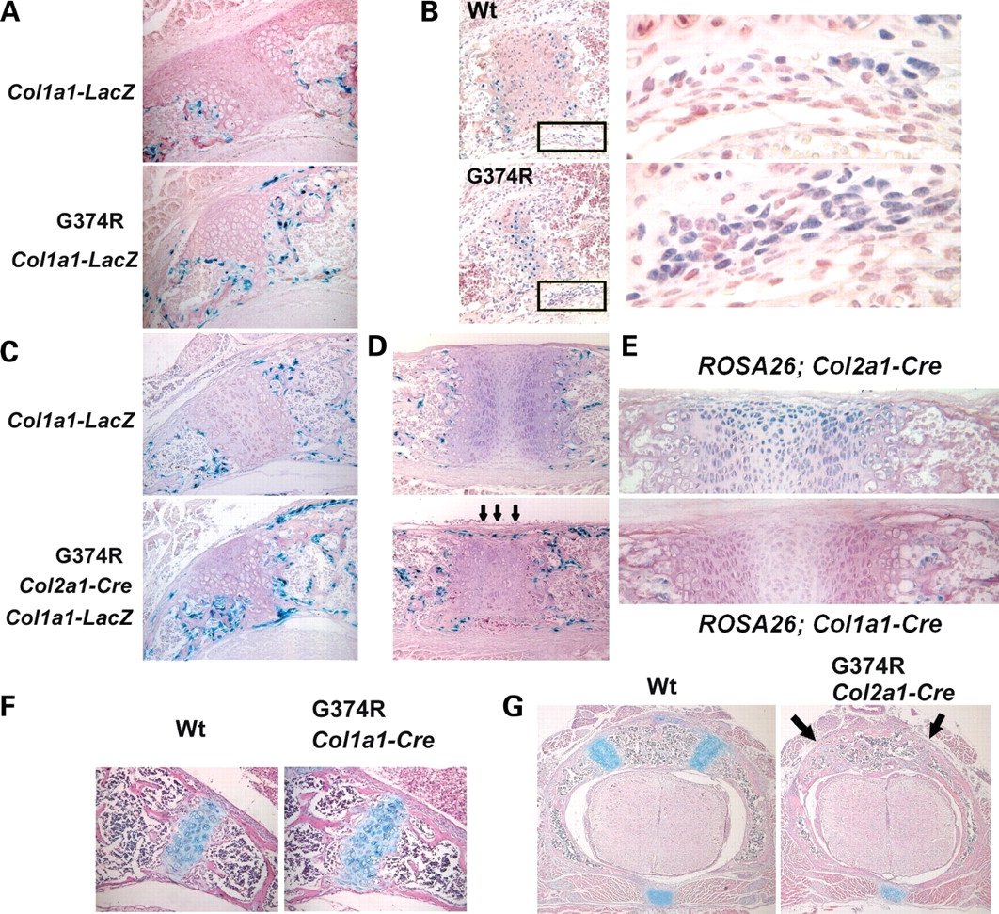 A
Col1a1-LacZ
G374R
Col1a1-LacZ
B
Wt
G374R
C
Col1a1-LacZ
G374R
Col2a1-Cre
Col1a1-LacZ
D
E
ROSA26; Col2a1-Cre
ROSA26; Col1a1-Cre
F
Wt
G374R
Col1a1-Cre
G
Wt
G374R
Col2a1-Cre